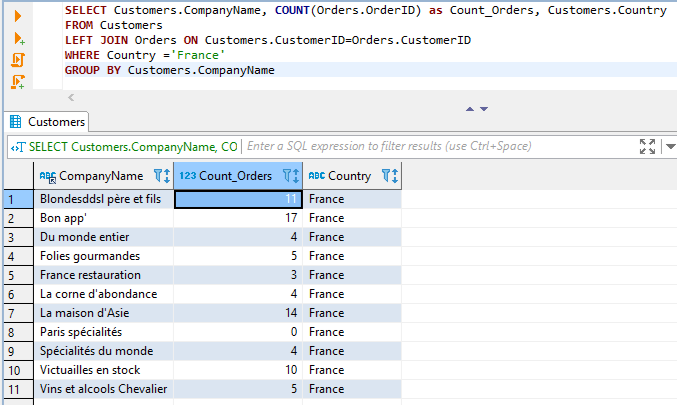 SELECT Customers.CompanyName, COUNT(Orders.OrderID) as Count_Orders, Customers.Country
FROM Customers
LEFT JOIN Orders ON Customers.CustomerID=Orders.CustomerID
WHERE Country ='France'
GROUP BY Customers.CompanyName
Customers
SELECT Customers.CompanyName, CO Enter a SQL expression to filter results (use Ctrl+Space)
ABC CompanyName 123 Count_Orders ABC Country
1 Blondesddsl père et fils 11 France
2 Bon app' 17 France
3 Du monde entier 4 France
4 Folies gourmandes 5 France
5 France restauration 3 France
6 La corne d'abondance 4 France
7 La maison d'Asie 14 France
8 Paris spécialités 0 France
9 Spécialités du monde 4 France
10 Victuailles en stock 10 France
11 Vins et alcools Chevalier 5 France